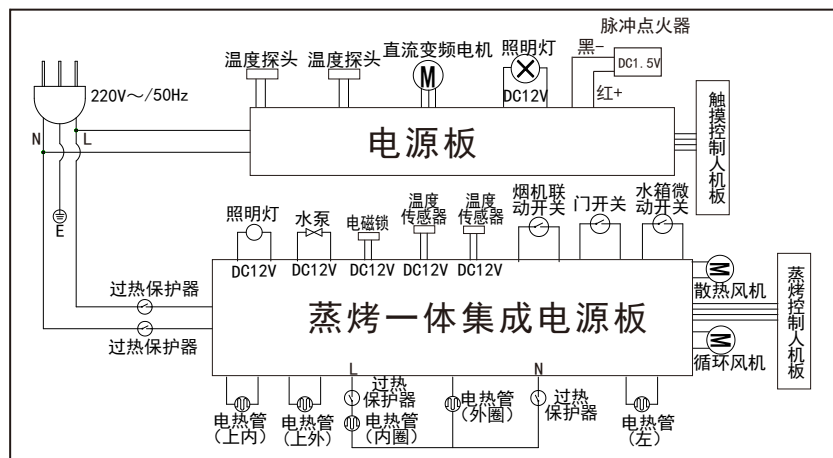 脉冲点火器
温度探头
温度探头
直流变频电机
照明灯
黑-
DC1.5V
M
220V～/50Hz
DC12V
红+
N
L
电源板
触摸控制人机板
E
照明灯
水泵
电磁锁
温度
传感器
温度
传感器
烟机联
动开关
门开关
水箱微
动开关
DC12V
DC12V
DC12V
DC12V
DC12V
M
散热风机
过热保护器
蒸烤一体集成电源板
蒸烤控制人机板
过热保护器
M
循环风机
L
N
过热
保护器
过热
保护器
电热管
(上内)
电热管
(上外)
电热管
(内圈)
电热管
(外圈)
电热管
(左)